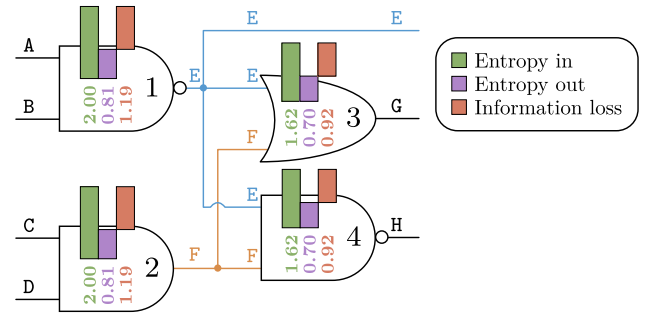 E E
A
1
E E
B
2.00 0.81 1.19
1.62 0.70 0.92
3
G
F
Entropy in
Entropy out
Information loss
C
E
2
F F
D
2.00 0.81 1.19
1.62 0.70 0.92
4
H